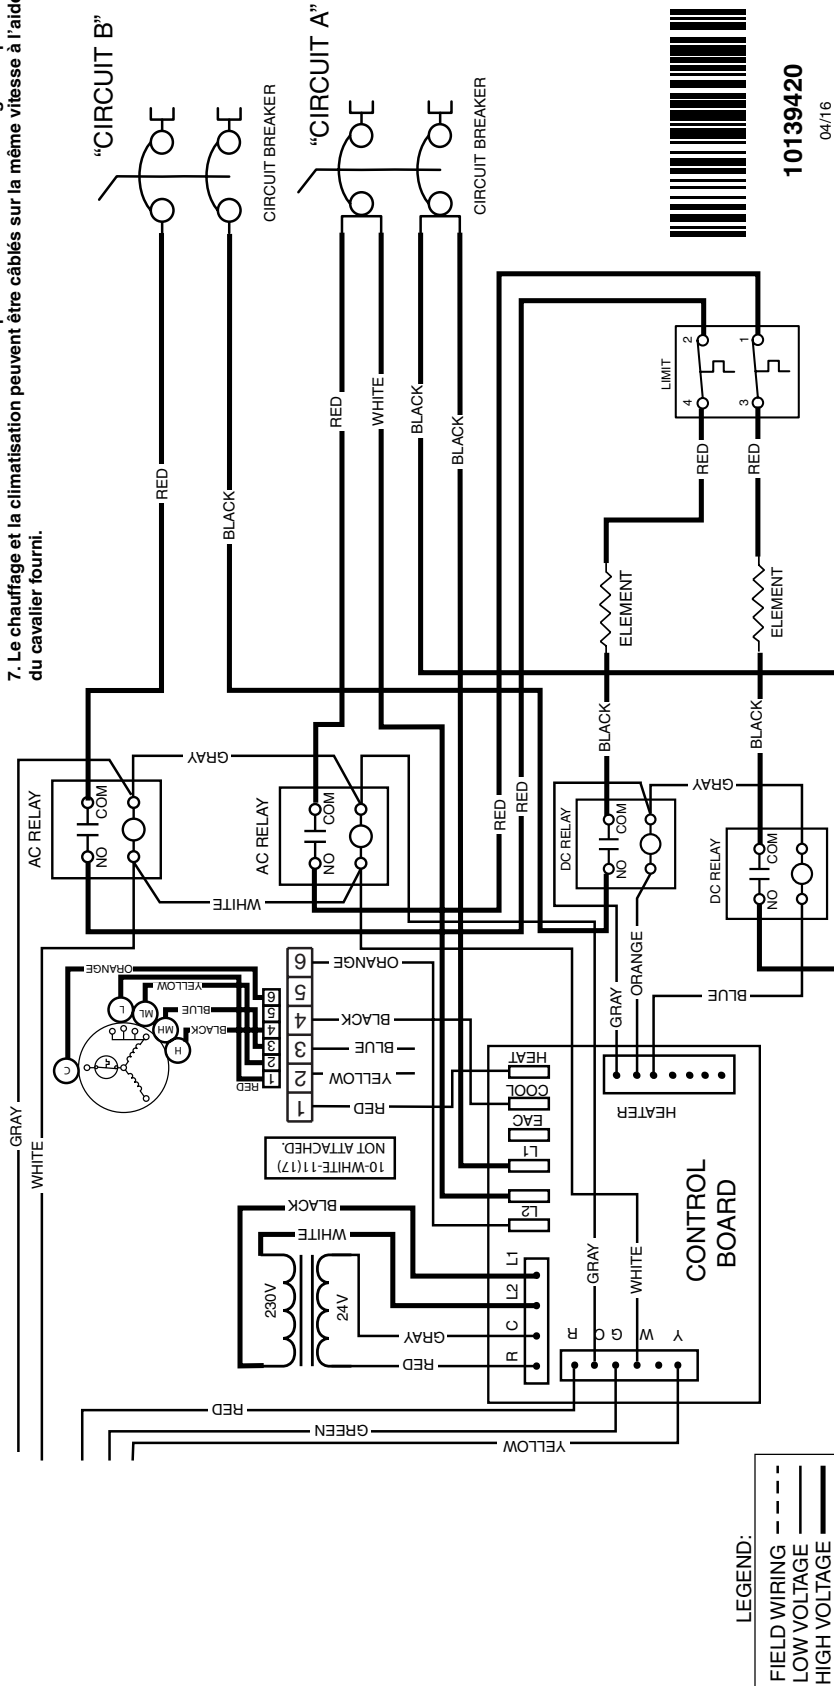 7. Le chauffage et la climatisation peuvent être câblés sur la même vitesse à l'aide
du cavalier fourni.
"CIRCUIT B"
CIRCUIT BREAKER
"CIRCUIT A"
CIRCUIT BREAKER
10139420
04/16
RED
BLACK
RED
WHITE
BLACK
BLACK
LIMIT
2
1
4
3
RED
RED
ELEMENT
ELEMENT
BLACK
BLACK
GRAY
AC RELAY
COM
NO
WHITE
AC RELAY
COM
NO
RED
RED
DC RELAY
COM
NO
GRAY
DC RELAY
COM
NO
GRAY
ORANGE
BLUE
GRAY
WHITE
ORANGE
YELLOW
BLUE
BLACK
RED
C
L
ML
MH
H
6
5
4
3
2
1
6
5
4
3
2
1
ORANGE
BLACK
BLUE
YELLOW
RED
10-WHITE-11(17)
NOT ATTACHED.
HEAT
COOL
EAC
L1
L2
HEATER
CONTROL
BOARD
BLACK
WHITE
230V
24V
GRAY
RED
L1
L2
C
R
GRAY
WHITE
R
C
G
W
Y
RED
GREEN
YELLOW
LEGEND:
FIELD WIRING
LOW VOLTAGE
HIGH VOLTAGE